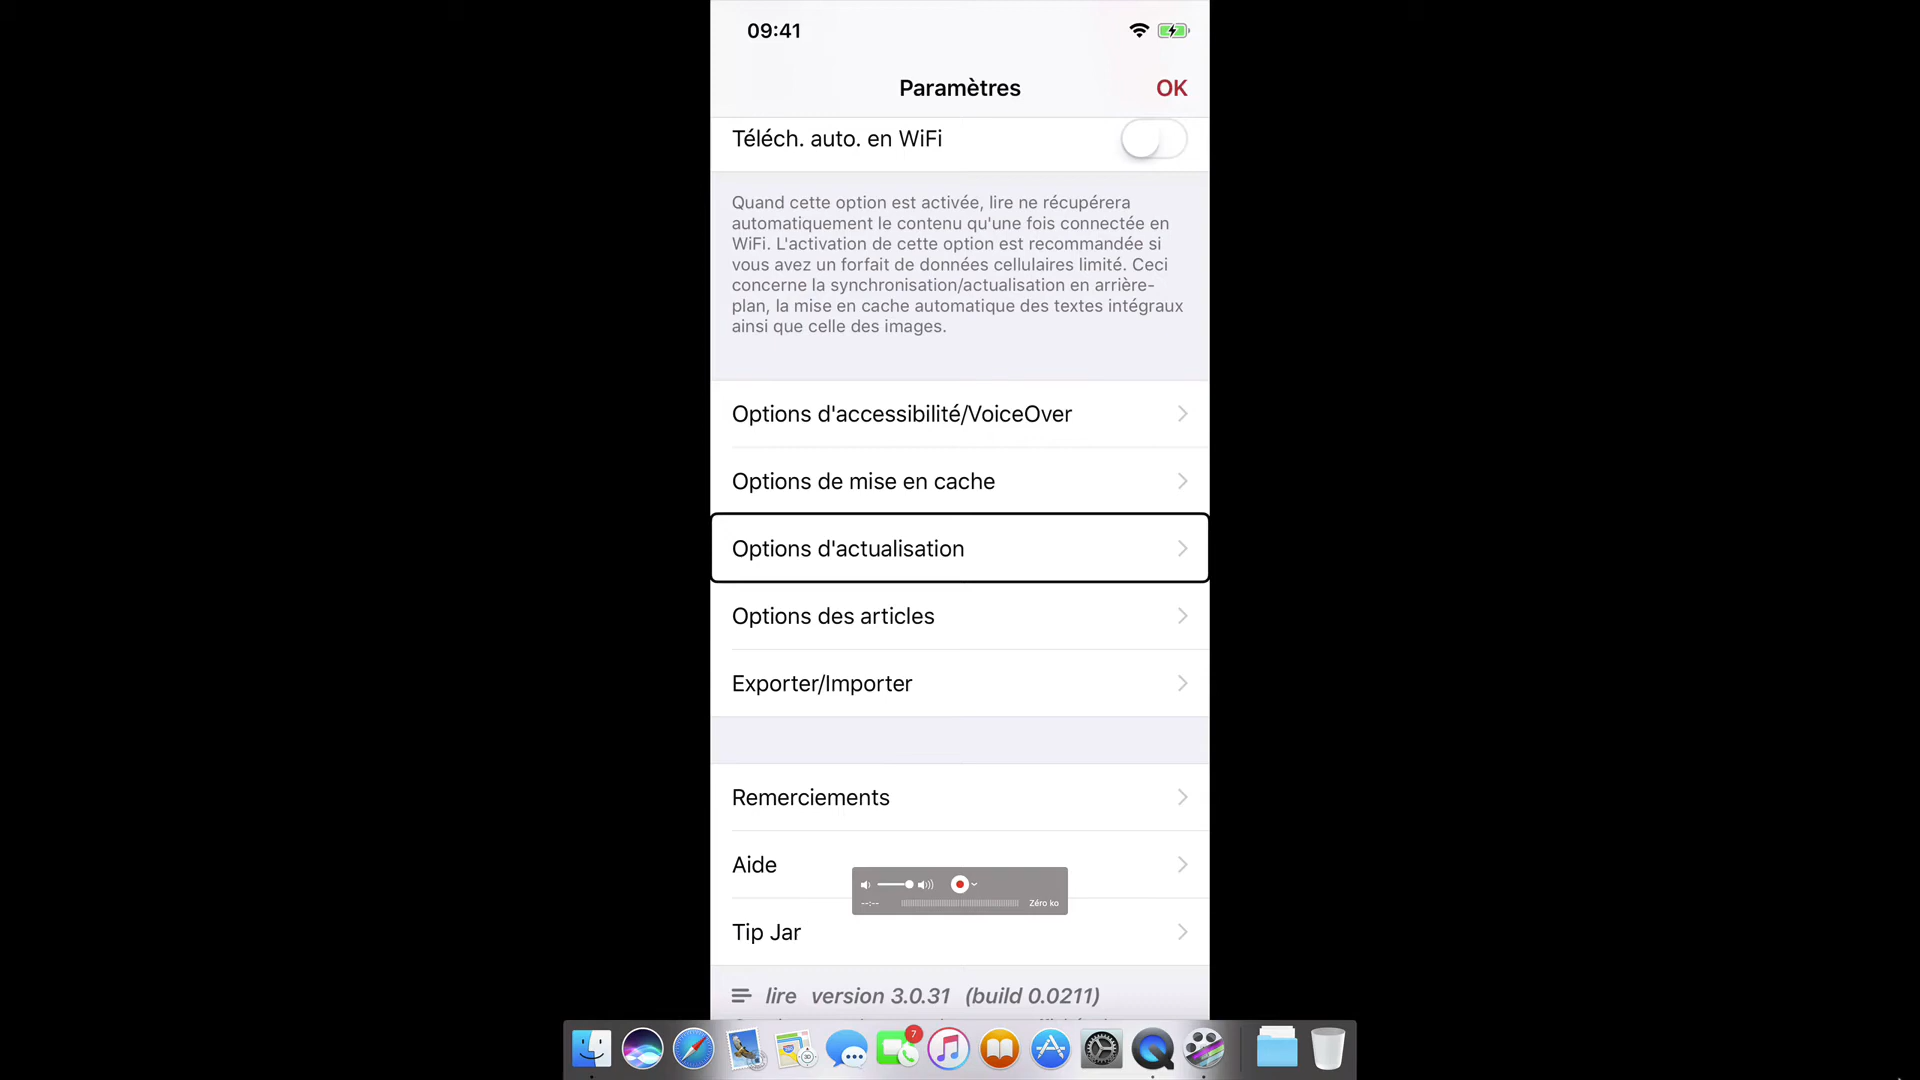 09:41
Paramètres
OK
Téléch. auto. en WiFi
Quand cette option est activée, lire ne récupérera
automatiquement le contenu qu'une fois connectée en
WiFi. L'activation de cette option est recommandée si
vous avez un forfait de données cellulaires limité. Ceci
concerne la synchronisation/actualisation en arrière-
plan, la mise en cache automatique des textes intégraux
ainsi que celle des images.
Options d'accessibilité/VoiceOver
Options de mise en cache
Options d'actualisation
Options des articles
Exporter/Importer
Remerciements
Aide
--:--
Zéro ko
Tip Jar
lire version 3.0.31 (build 0.0211)
7